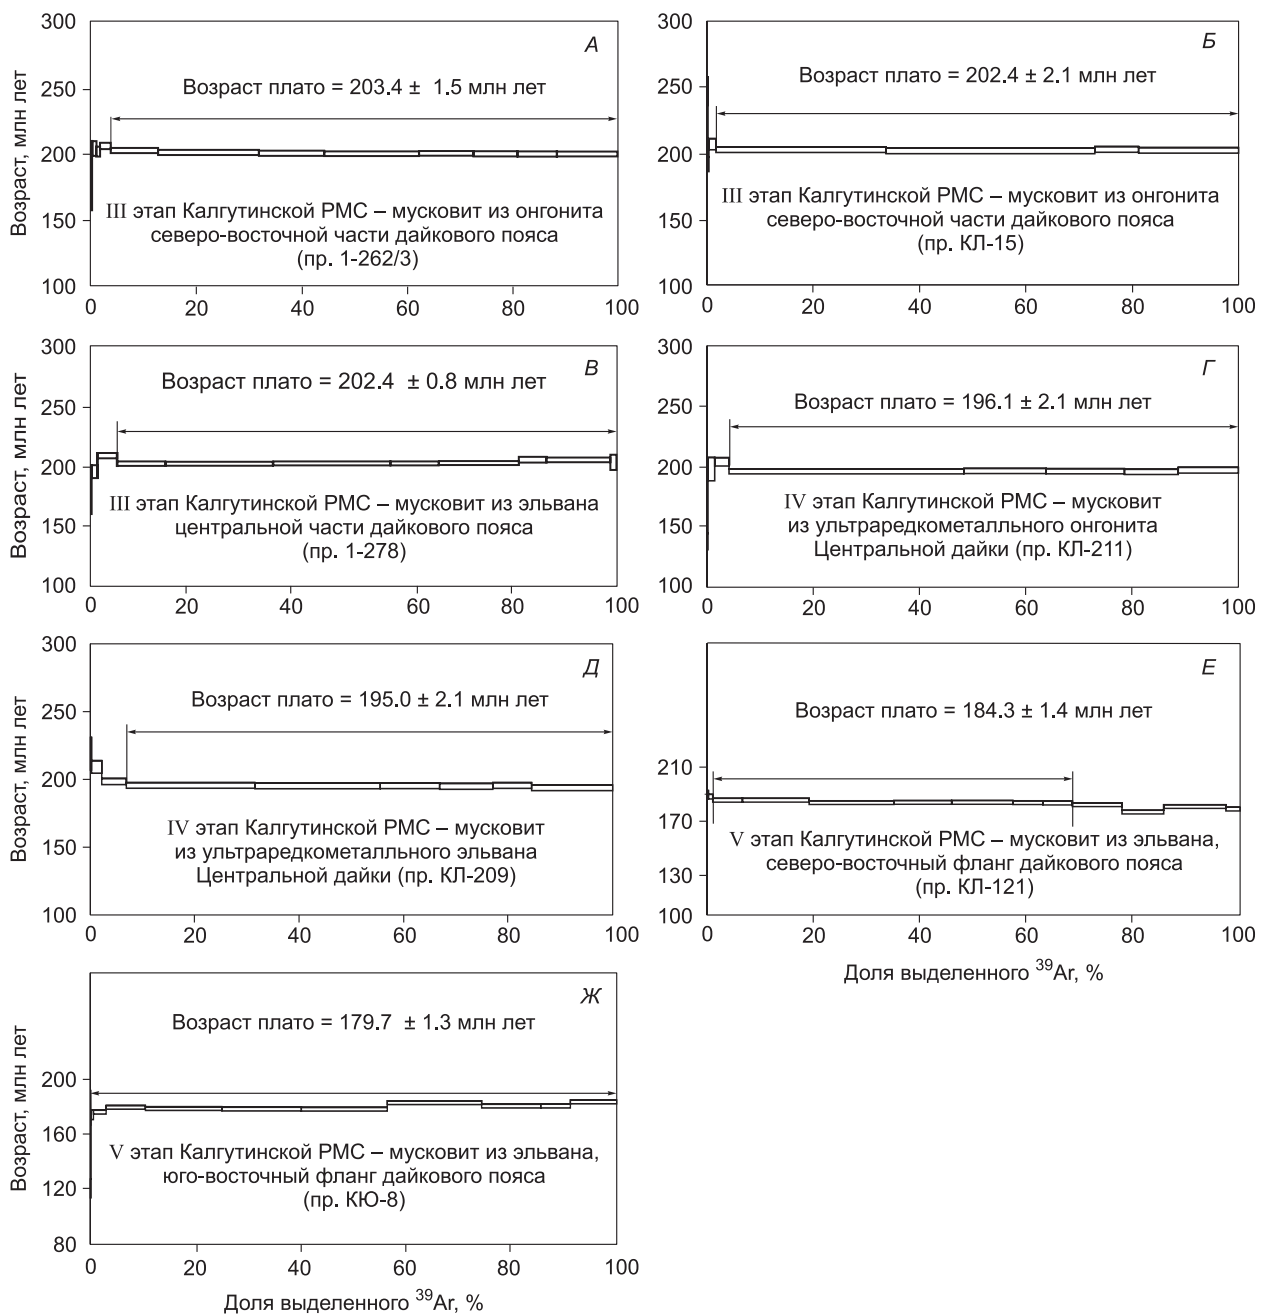 300
250
200
150
100
Возраст, млн лет
А
Возраст плато = 203.4 ± 1.5 млн лет
III этап Калгутинской РМС – мусковит из онгонита
северо-восточной части дайкового пояса
(пр. 1-262/3)
0 20 40 60 80 100
300
250
200
150
100
Б
Возраст плато = 202.4 ± 2.1 млн лет
III этап Калгутинской РМС – мусковит из онгонита
северо-восточной части дайкового пояса
(пр. КЛ-15)
0 20 40 60 80 100
300
250
200
150
100
Возраст, млн лет
В
Возраст плато = 202.4 ± 0.8 млн лет
III этап Калгутинской РМС – мусковит из эльвана
центральной части дайкового пояса
(пр. 1-278)
0 20 40 60 80 100
300
250
200
150
100
Г
Возраст плато = 196.1 ± 2.1 млн лет
IV этап Калгутинской РМС – мусковит
из ультраредкометалльного онгонита
Центральной дайки (пр. КЛ-211)
0 20 40 60 80 100
300
250
200
150
100
Возраст, млн лет
Д
Возраст плато = 195.0 ± 2.1 млн лет
IV этап Калгутинской РМС – мусковит
из ультраредкометалльного эльвана
Центральной дайки (пр. КЛ-209)
0 20 40 60 80 100
210
170
130
100
Е
Возраст плато = 184.3 ± 1.4 млн лет
V этап Калгутинской РМС – мусковит из эльвана,
северо-восточный фланг дайкового пояса
(пр. КЛ-121)
0 20 40 60 80 100
Доля выделенного ³⁹Ar, %
200
160
120
80
Возраст, млн лет
Ж
Возраст плато = 179.7 ± 1.3 млн лет
V этап Калгутинской РМС – мусковит из эльвана,
юго-восточный фланг дайкового пояса
(пр. КЮ-8)
0 20 40 60 80 100
Доля выделенного ³⁹Ar, %